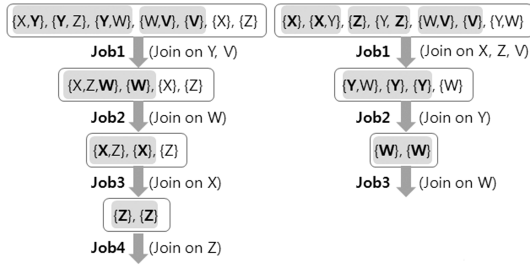 {X,Y}, {Y, Z}, {Y,W}, {W,V}, {V}, {X}, {Z}
Job1 (Join on Y, V)
{X,Z,W}, {W}, {X}, {Z}
Job2 (Join on W)
{X,Z}, {X}, {Z}
Job3 (Join on X)
{Z}, {Z}
Job4 (Join on Z)
{X}, {X,Y}, {Z}, {Y, Z}, {W,V}, {V}, {Y,W}
Job1 (Join on X, Z, V)
{Y,W}, {Y}, {Y}, {W}
Job2 (Join on Y)
{W}, {W}
Job3 (Join on W)